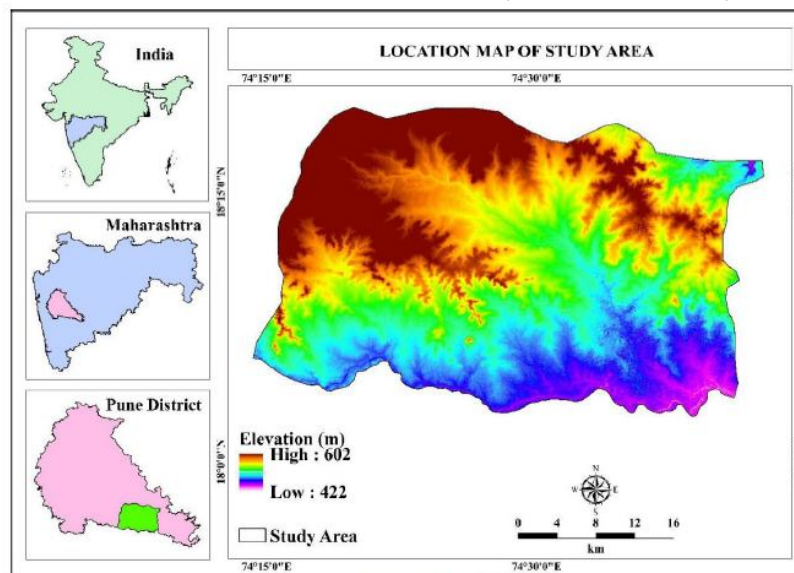 India
Maharashtra
Pune District
LOCATION MAP OF STUDY AREA
74°15'0"E 74°30'0"E
18°15'0"N
18°0'0"N
Elevation (m)
High : 602
Low : 422
Study Area
N
W E
S
0 4 8 12 16
km
74°15'0"E 74°30'0"E